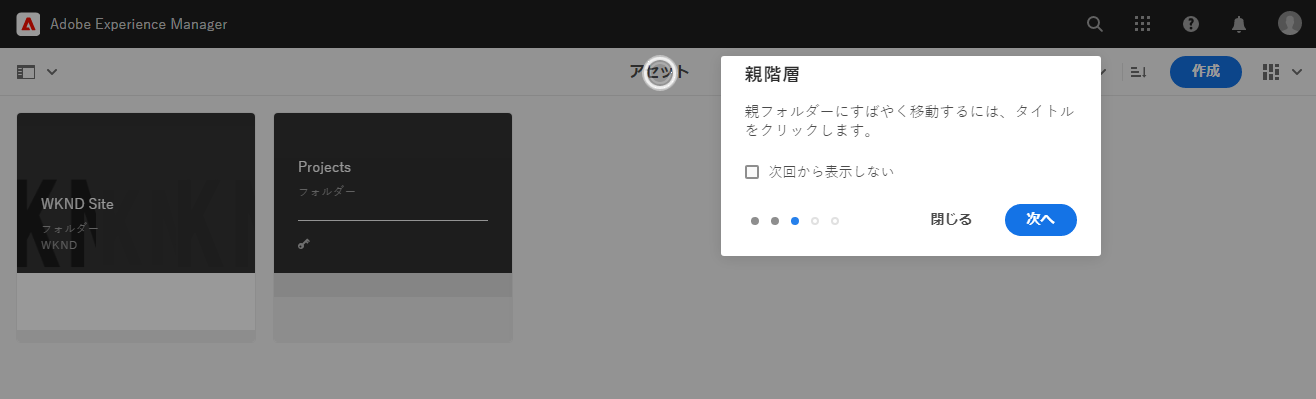 Adobe Experience Manager
アセット
作成
親階層
親フォルダーにすばやく移動するには、タイトル
をクリックします。
次回から表示しない
閉じる
次へ
WKND Site
フォルダー
WKND
Projects
フォルダー